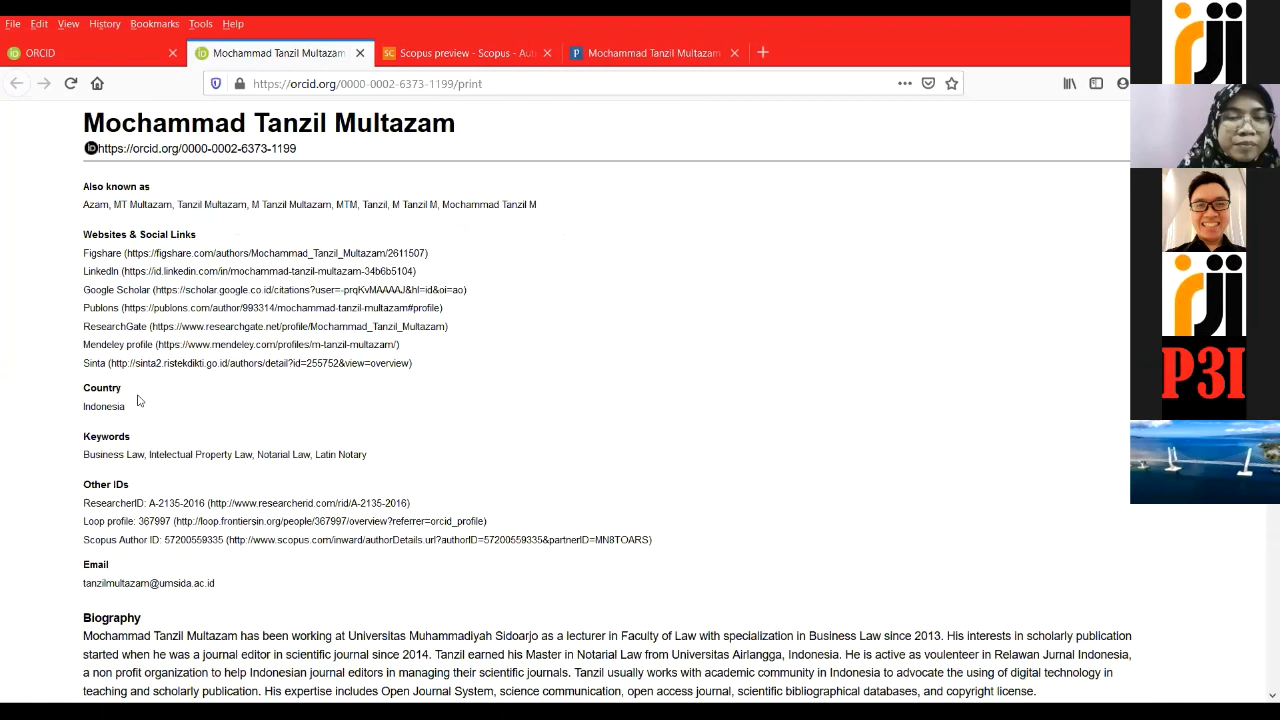 File Edit View History Bookmarks Tools Help
ORCID
Mochammad Tanzil Multazam
Scopus preview - Scopus - Aut
Mochammad Tanzil Multazam
https://orcid.org/0000-0002-6373-1199/print
Mochammad Tanzil Multazam
https://orcid.org/0000-0002-6373-1199
Also known as
Azam, MT Multazam, Tanzil Multazam, M Tanzil Multazam, MTM, Tanzil, M Tanzil M, Mochammad Tanzil M
Websites & Social Links
Figshare (https://figshare.com/authors/Mochammad_Tanzil_Multazam/2611507)
LinkedIn (https://id.linkedin.com/in/mochammad-tanzil-multazam-34b6b5104)
Google Scholar (https://scholar.google.co.id/citations?user=-prqKvMAAAAJ&hl=id&oi=ao)
Publons (https://publons.com/author/993314/mochammad-tanzil-multazam#profile)
ResearchGate (https://www.researchgate.net/profile/Mochammad_Tanzil_Multazam)
Mendeley profile (https://www.mendeley.com/profiles/m-tanzil-multazam/)
Sinta (http://sinta2.ristekdikti.go.id/authors/detail?id=255752&view=overview)
Country
Indonesia
Keywords
Business Law, Intelectual Property Law, Notarial Law, Latin Notary
Other IDs
ResearcherID: A-2135-2016 (http://www.researcherid.com/rid/A-2135-2016)
Loop profile: 367997 (http://loop.frontiersin.org/people/367997/overview?referrer=orcid_profile)
Scopus Author ID: 57200559335 (http://www.scopus.com/inward/authorDetails.url?authorID=57200559335&partnerID=MN8TOARS)
Email
tanzilmultazam@umsida.ac.id
Biography
Mochammad Tanzil Multazam has been working at Universitas Muhammadiyah Sidoarjo as a lecturer in Faculty of Law with specialization in Business Law since 2013. His interests in scholarly publication
started when he was a journal editor in scientific journal since 2014. Tanzil earned his Master in Notarial Law from Universitas Airlangga, Indonesia. He is active as voulenteer in Relawan Jurnal Indonesia,
a non profit organization to help Indonesian journal editors in managing their scientific journals. Tanzil usually works with academic community in Indonesia to advocate the using of digital technology in
teaching and scholarly publication. His expertise includes Open Journal System, science communication, open access journal, scientific bibliographical databases, and copyright license.
rji
rji
P3I